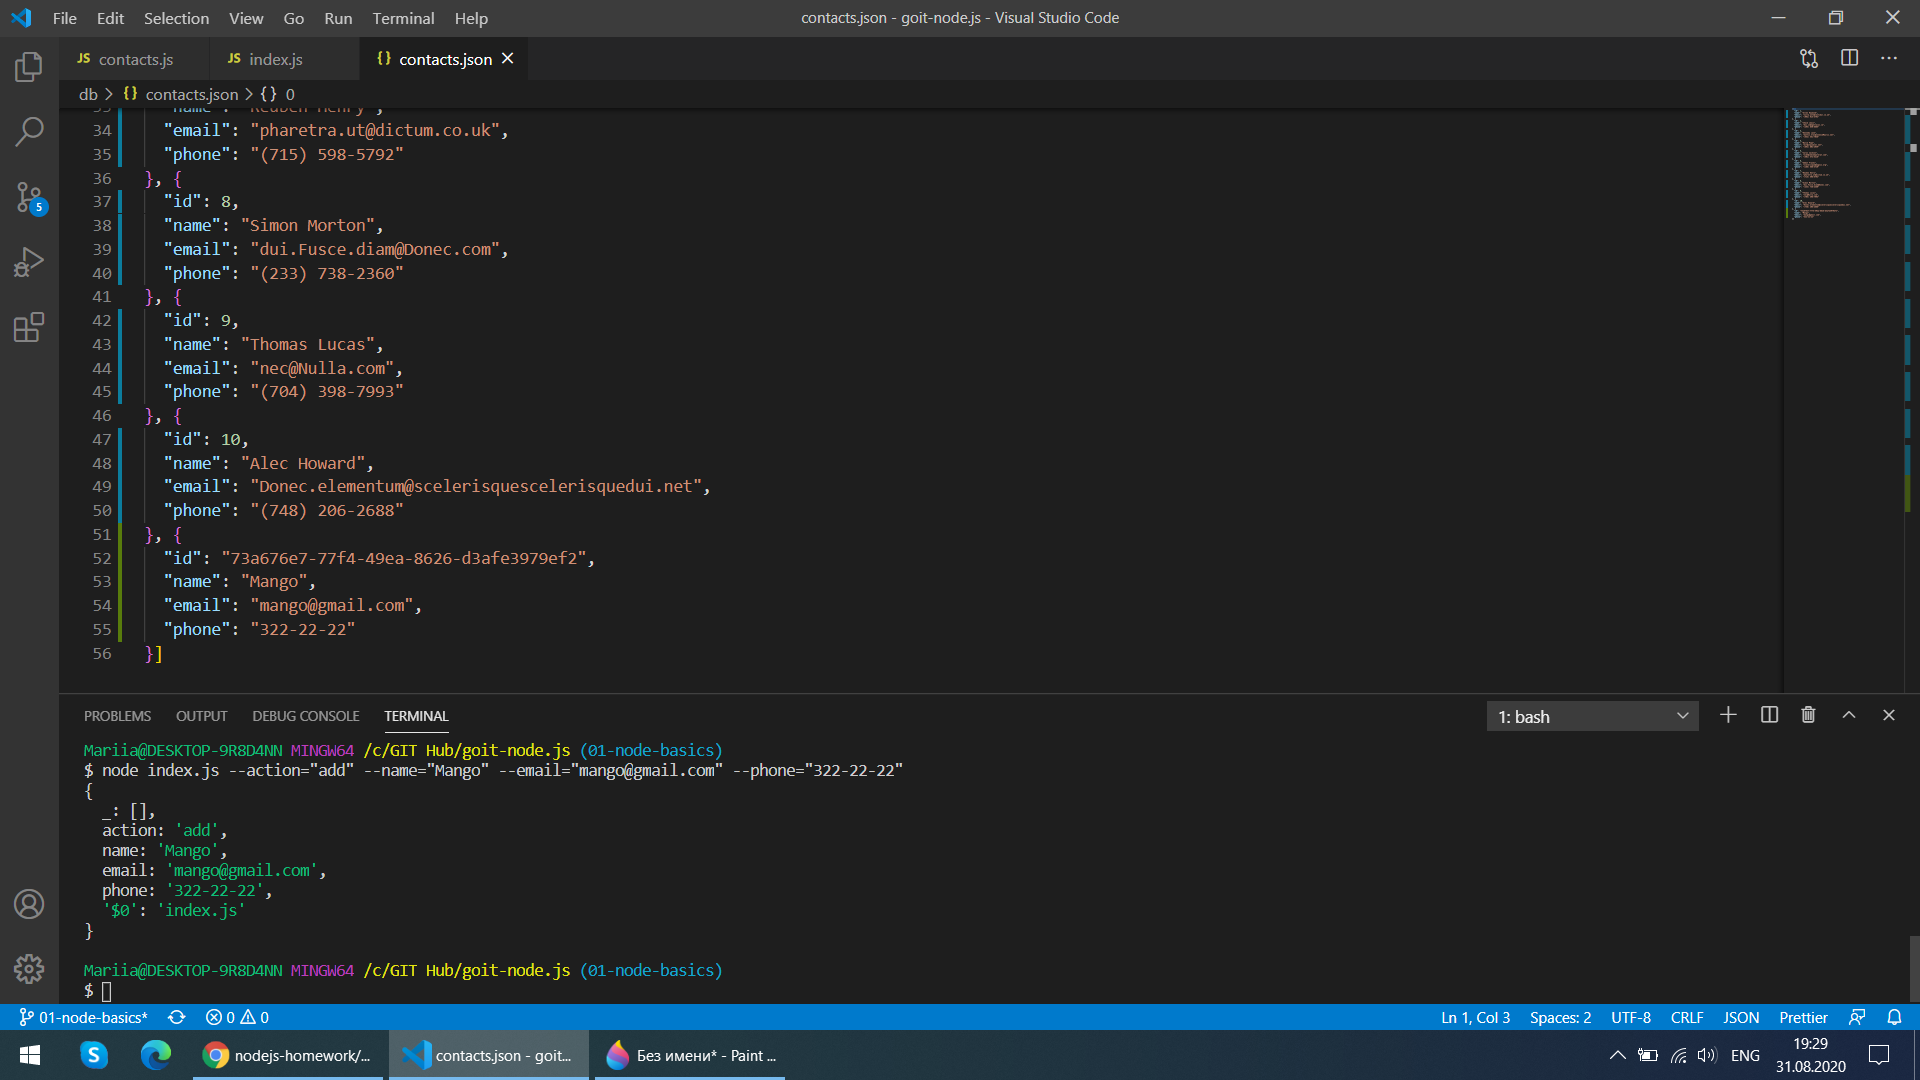 File Edit Selection View Go Run Terminal Help
contacts.json - goit-node.js - Visual Studio Code
JS contacts.js
JS index.js
{} contacts.json
db > {} contacts.json > {} 0
34 "email": "pharetra.ut@dictum.co.uk",
35 "phone": "(715) 598-5792"
36 }, {
37 "id": 8,
38 "name": "Simon Morton",
39 "email": "dui.Fusce.diam@Donec.com",
40 "phone": "(233) 738-2360"
41 }, {
42 "id": 9,
43 "name": "Thomas Lucas",
44 "email": "nec@Nulla.com",
45 "phone": "(704) 398-7993"
46 }, {
47 "id": 10,
48 "name": "Alec Howard",
49 "email": "Donec.elementum@scelerisquescelerisquedui.net",
50 "phone": "(748) 206-2688"
51 }, {
52 "id": "73a676e7-77f4-49ea-8626-d3afe3979ef2",
53 "name": "Mango",
54 "email": "mango@gmail.com",
55 "phone": "322-22-22"
56 }]
5
PROBLEMS OUTPUT DEBUG CONSOLE TERMINAL
1: bash
Mariia@DESKTOP-9R8D4NN MINGW64 /c/GIT Hub/goit-node.js (01-node-basics)
$ node index.js --action="add" --name="Mango" --email="mango@gmail.com" --phone="322-22-22"
{
_: [],
action: 'add',
name: 'Mango',
email: 'mango@gmail.com',
phone: '322-22-22',
'$0': 'index.js'
}
Mariia@DESKTOP-9R8D4NN MINGW64 /c/GIT Hub/goit-node.js (01-node-basics)
$
01-node-basics* 0 0
Ln 1, Col 3 Spaces: 2 UTF-8 CRLF JSON Prettier
nodejs-homework/...
contacts.json - goit...
Без имени* - Paint ...
ENG
19:29
31.08.2020